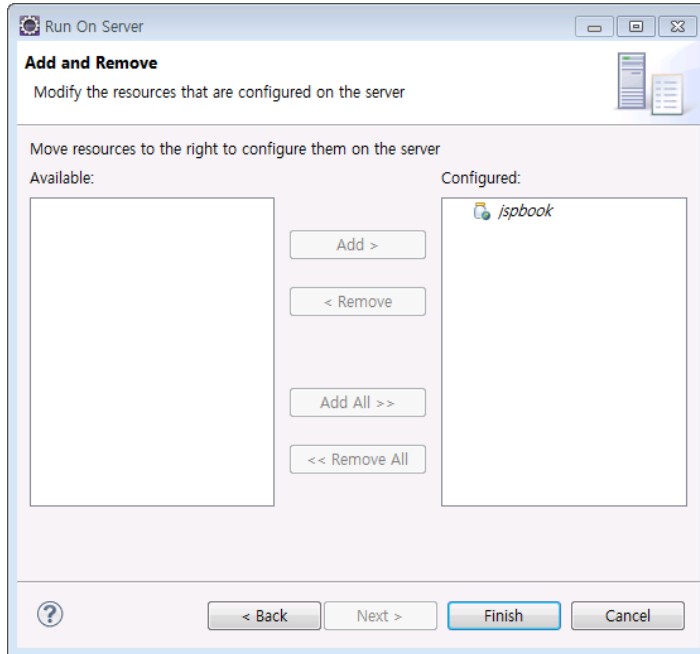 Run On Server
Add and Remove
Modify the resources that are configured on the server
Move resources to the right to configure them on the server
Available:
Configured:
jspbook
Add >
< Remove
Add All >>
<< Remove All
?
< Back
Next >
Finish
Cancel